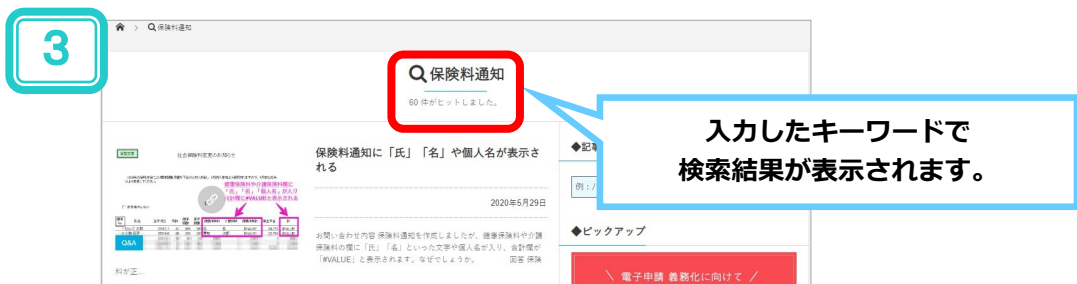 3
保険料通知
保険料通知
60 件がヒットしました。
入力したキーワードで
検索結果が表示されます。
社会保険料変更のお知らせ
健康保険料や介護保険料欄に
「氏」「名」「個人名」が入り
合計欄に#VALUEと表示される
Q&A
料が正...
保険料通知に「氏」「名」や個人名が表示さ
れる
2020年5月29日
お問い合わせ内容 保険料通知を作成しましたが、健康保険料や介護
保険料の欄に「氏」「名」といった文字や個人名が入り、合計欄が
「#VALUE」と表示されます。なぜでしょうか。 回答 保険
◆記事
例：/
◆ピックアップ
＼ 電子申請 義務化に向けて ／